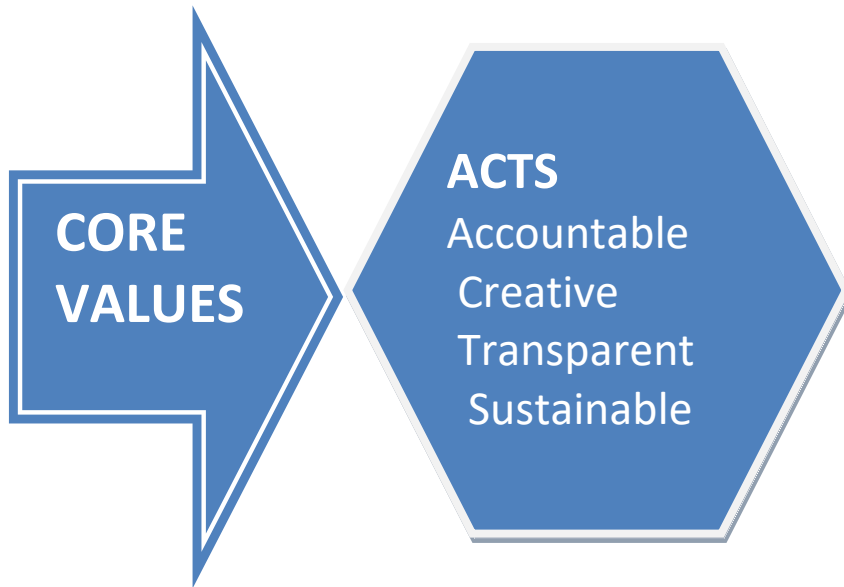 CORE
VALUES
ACTS
Accountable
Creative
Transparent
Sustainable